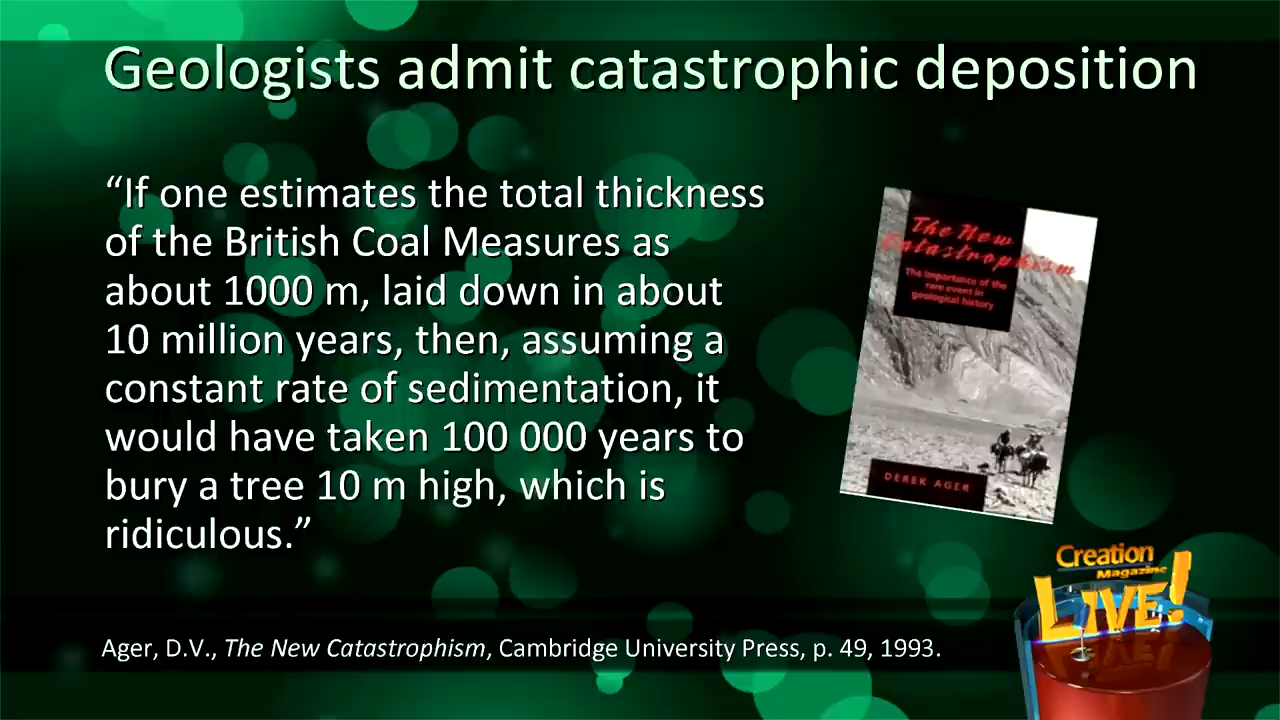 Geologists admit catastrophic deposition
“If one estimates the total thickness
of the British Coal Measures as
about 1000 m, laid down in about
10 million years, then, assuming a
constant rate of sedimentation, it
would have taken 100 000 years to
bury a tree 10 m high, which is
ridiculous.”
The New
Catastrophism
The importance of the
rare event in
geological history
DEREK AGER
Creation
Magazine
LIVE!
Ager, D.V., The New Catastrophism, Cambridge University Press, p. 49, 1993.